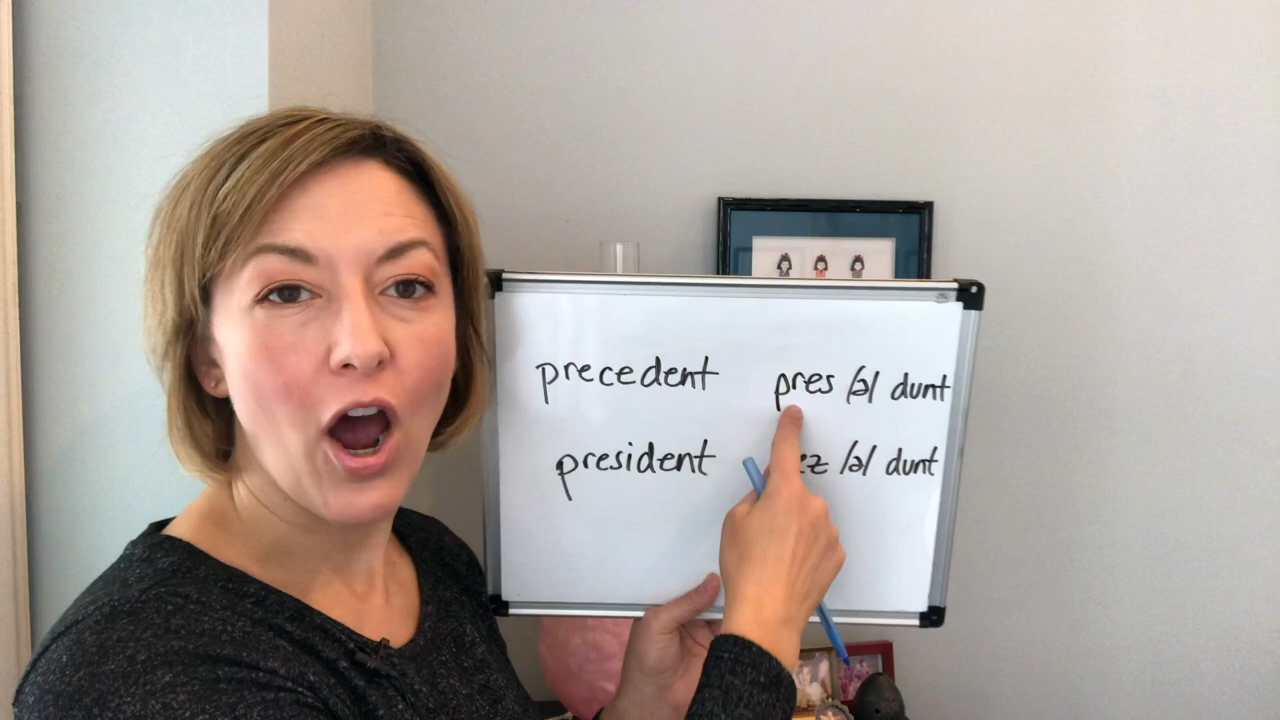 precedent pres /ə/ dunt
president ez /ə/ dunt